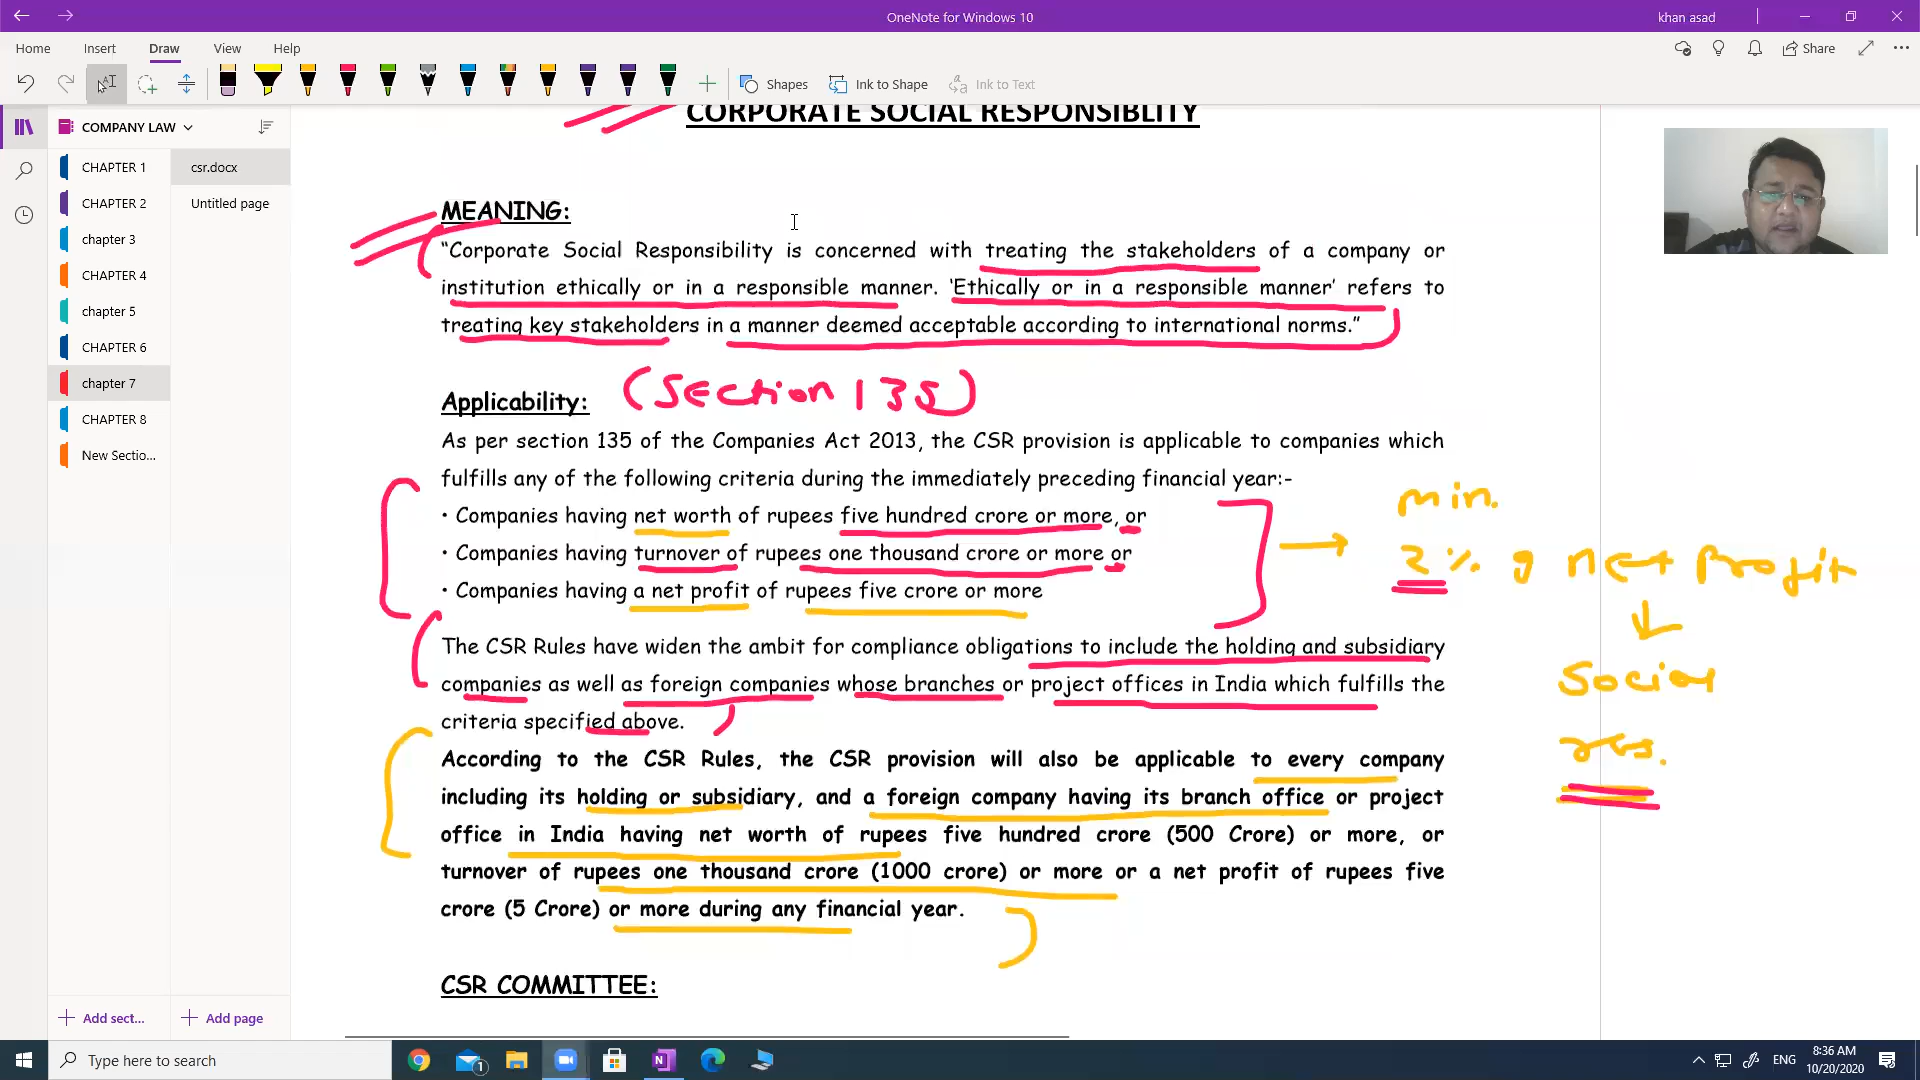 OneNote for Windows 10
khan asad
Home
Insert
Draw
View
Help
Share
Shapes
Ink to Shape
Ink to Text
COMPANY LAW
CHAPTER 1
CHAPTER 2
chapter 3
CHAPTER 4
chapter 5
CHAPTER 6
chapter 7
CHAPTER 8
New Sectio...
csr.docx
Untitled page
CORPORATE SOCIAL RESPONSIBLITY
MEANING:
“Corporate Social Responsibility is concerned with treating the stakeholders of a company or
institution ethically or in a responsible manner. ‘Ethically or in a responsible manner’ refers to
treating key stakeholders in a manner deemed acceptable according to international norms.”
Applicability:
(Section 135)
As per section 135 of the Companies Act 2013, the CSR provision is applicable to companies which
fulfills any of the following criteria during the immediately preceding financial year:-
• Companies having net worth of rupees five hundred crore or more, or
• Companies having turnover of rupees one thousand crore or more or
• Companies having a net profit of rupees five crore or more
min.
2 % of net Profit
Social
res.
The CSR Rules have widen the ambit for compliance obligations to include the holding and subsidiary
companies as well as foreign companies whose branches or project offices in India which fulfills the
criteria specified above.
According to the CSR Rules, the CSR provision will also be applicable to every company
including its holding or subsidiary, and a foreign company having its branch office or project
office in India having net worth of rupees five hundred crore (500 Crore) or more, or
turnover of rupees one thousand crore (1000 crore) or more or a net profit of rupees five
crore (5 Crore) or more during any financial year.
CSR COMMITTEE:
Add sect...
Add page
Type here to search
1
ENG
8:36 AM
10/20/2020